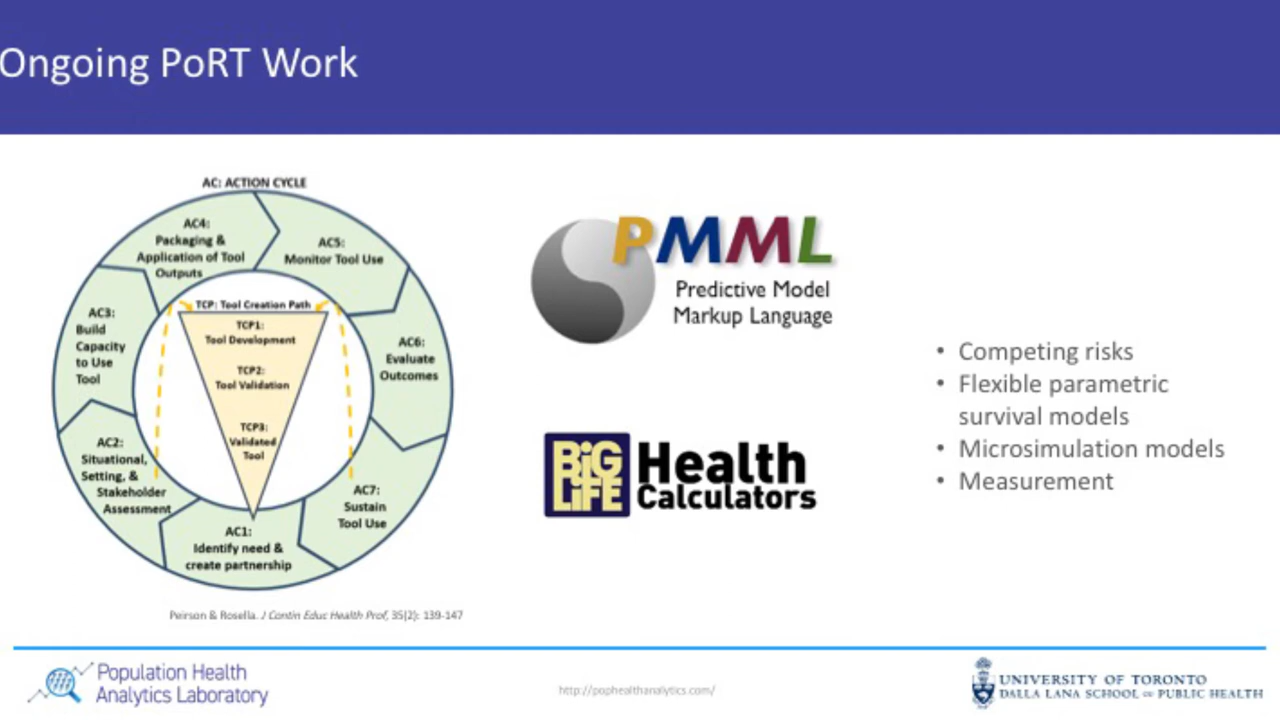 Ongoing PoRT Work
AC: ACTION CYCLE
AC4:
Packaging &
Application of Tool
Outputs
AC5:
Monitor Tool Use
AC3:
Build
Capacity
to Use
Tool
TCP: Tool Creation Path
TCP1:
Tool Development
TCP2:
Tool Validation
TCP3:
Validated
Tool
AC6:
Evaluate
Outcomes
AC2:
Situational,
Setting, &
Stakeholder
Assessment
AC7:
Sustain
Tool Use
AC1:
Identify need &
create partnership
Peirson & Rosella. J Contin Educ Health Prof, 35(2): 139-147
PMML
Predictive Model
Markup Language
BiG
LiFE
Health
Calculators
• Competing risks
• Flexible parametric
survival models
• Microsimulation models
• Measurement
Population Health
Analytics Laboratory
http://pophealthanalytics.com/
UNIVERSITY OF TORONTO
DALLA LANA SCHOOL OF PUBLIC HEALTH